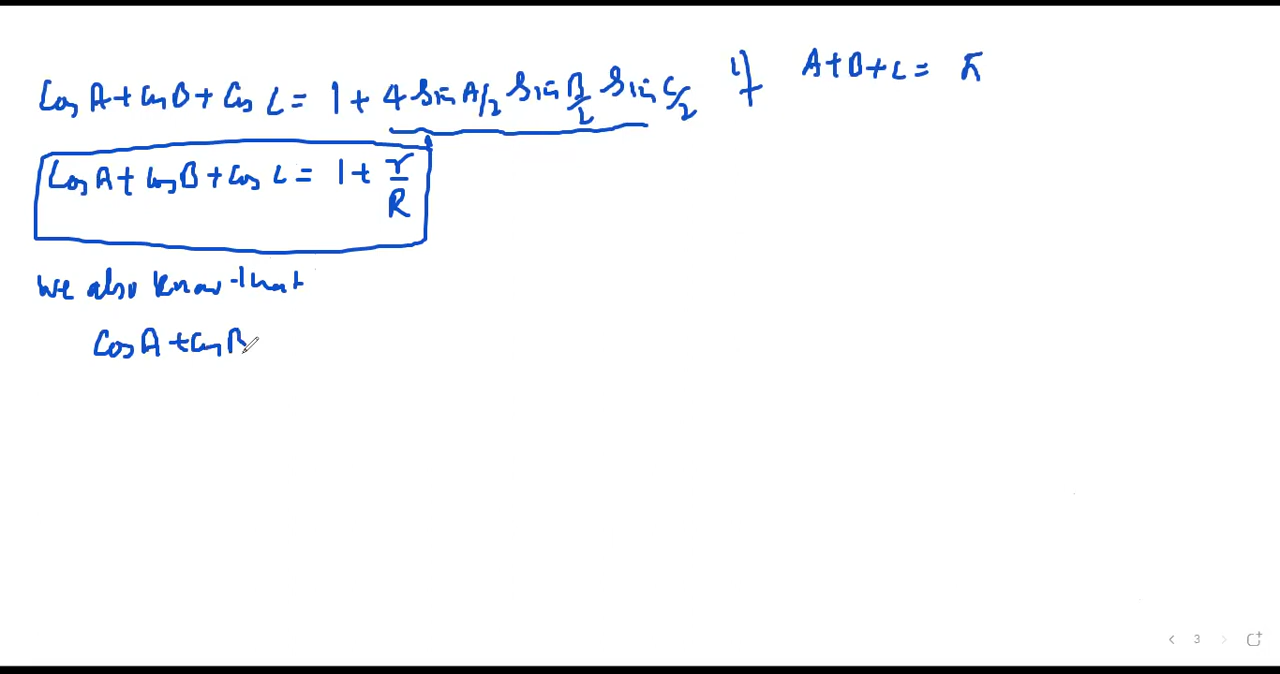 Cos A + Cos B + Cos C = 1 + 4 Sin A/2 Sin B/2 Sin C/2 if A+B+C = π
Cos A + Cos B + Cos C = 1 + r/R
We also know that
Cos A + Cos B
3